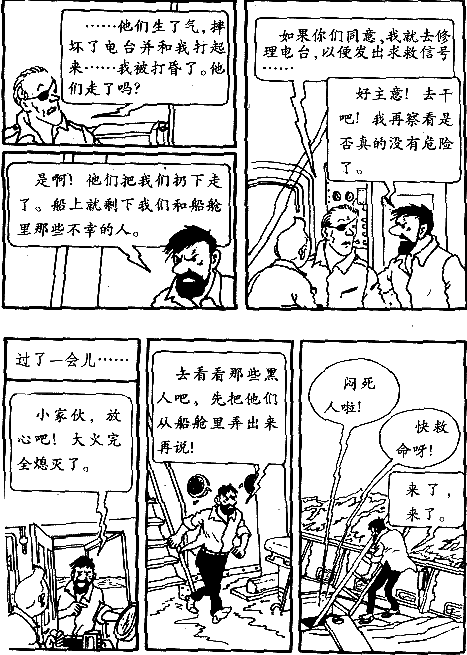 ……他们生了气，摔
坏了电台并和我打起
来……我被打昏了。他
们走了吗？
是啊！他们把我们扔下走
了。船上就剩下我们和船舱
里那些不幸的人。
如果你们同意，我就去修
理电台，以便发出求救信号
……
好主意！去干
吧！我再察看是
否真的没有危险
了。
过了一会儿……
小家伙，放
心吧！大火完
全熄灭了。
去看看那些黑
人吧，先把他们
从船舱里弄出来
再说！
闷死
人啦！
快救
命呀！
来了，
来了。